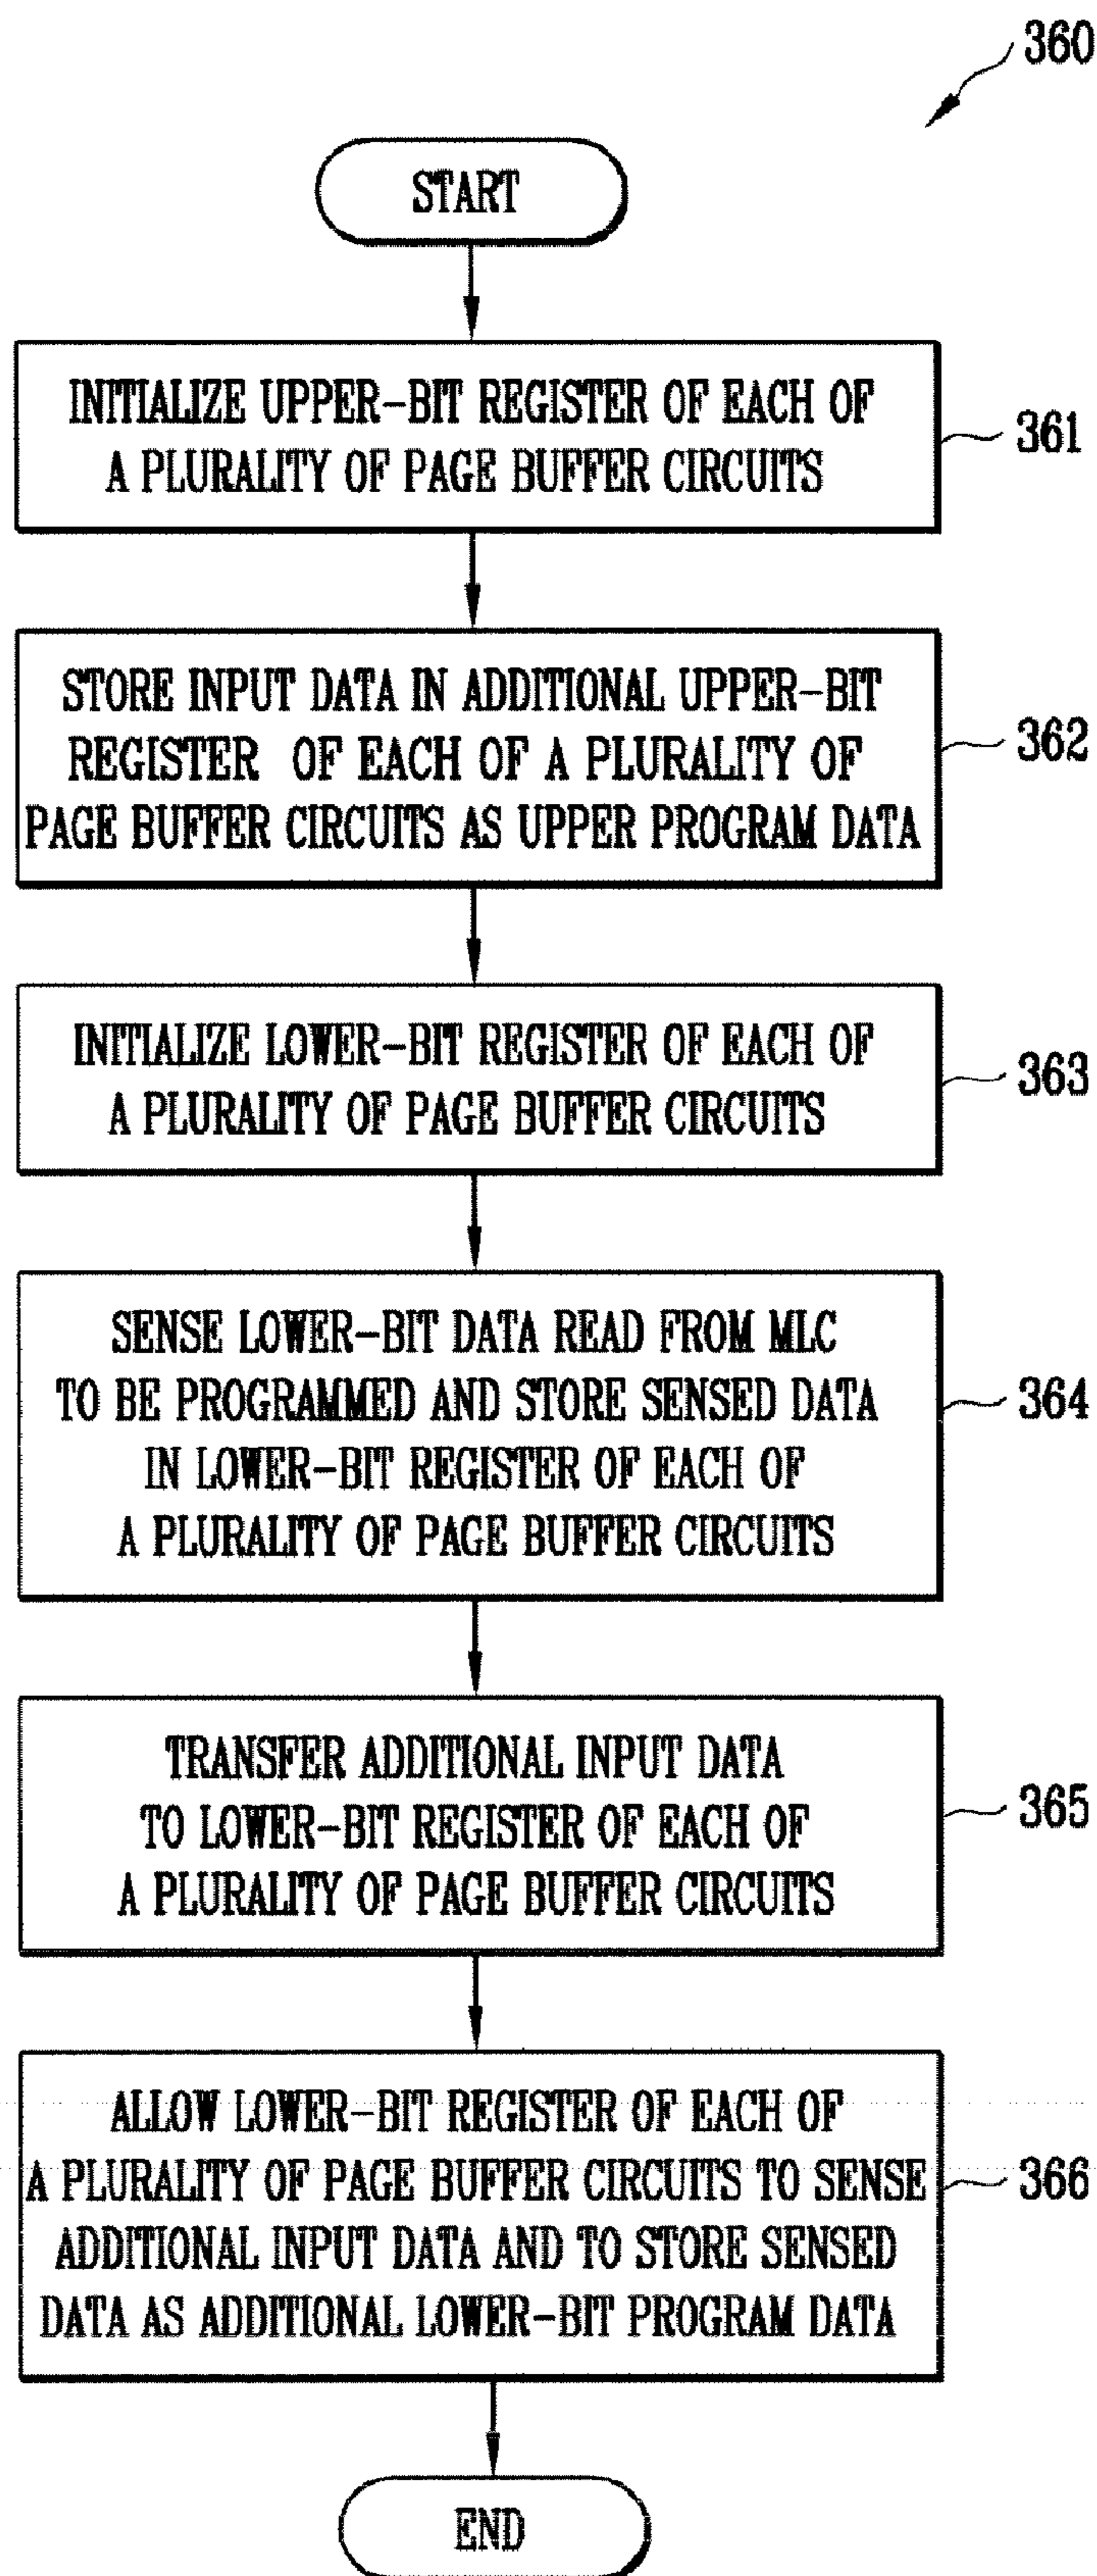 360
START
INITIALIZE UPPER-BIT REGISTER OF EACH OF
A PLURALITY OF PAGE BUFFER CIRCUITS
361
STORE INPUT DATA IN ADDITIONAL UPPER-BIT
REGISTER OF EACH OF A PLURALITY OF
PAGE BUFFER CIRCUITS AS UPPER PROGRAM DATA
362
INITIALIZE LOWER-BIT REGISTER OF EACH OF
A PLURALITY OF PAGE BUFFER CIRCUITS
363
SENSE LOWER-BIT DATA READ FROM MLC
TO BE PROGRAMMED AND STORE SENSED DATA
IN LOWER-BIT REGISTER OF EACH OF
A PLURALITY OF PAGE BUFFER CIRCUITS
364
TRANSFER ADDITIONAL INPUT DATA
TO LOWER-BIT REGISTER OF EACH OF
A PLURALITY OF PAGE BUFFER CIRCUITS
365
ALLOW LOWER-BIT REGISTER OF EACH OF
A PLURALITY OF PAGE BUFFER CIRCUITS TO SENSE
ADDITIONAL INPUT DATA AND TO STORE SENSED
DATA AS ADDITIONAL LOWER-BIT PROGRAM DATA
366
END